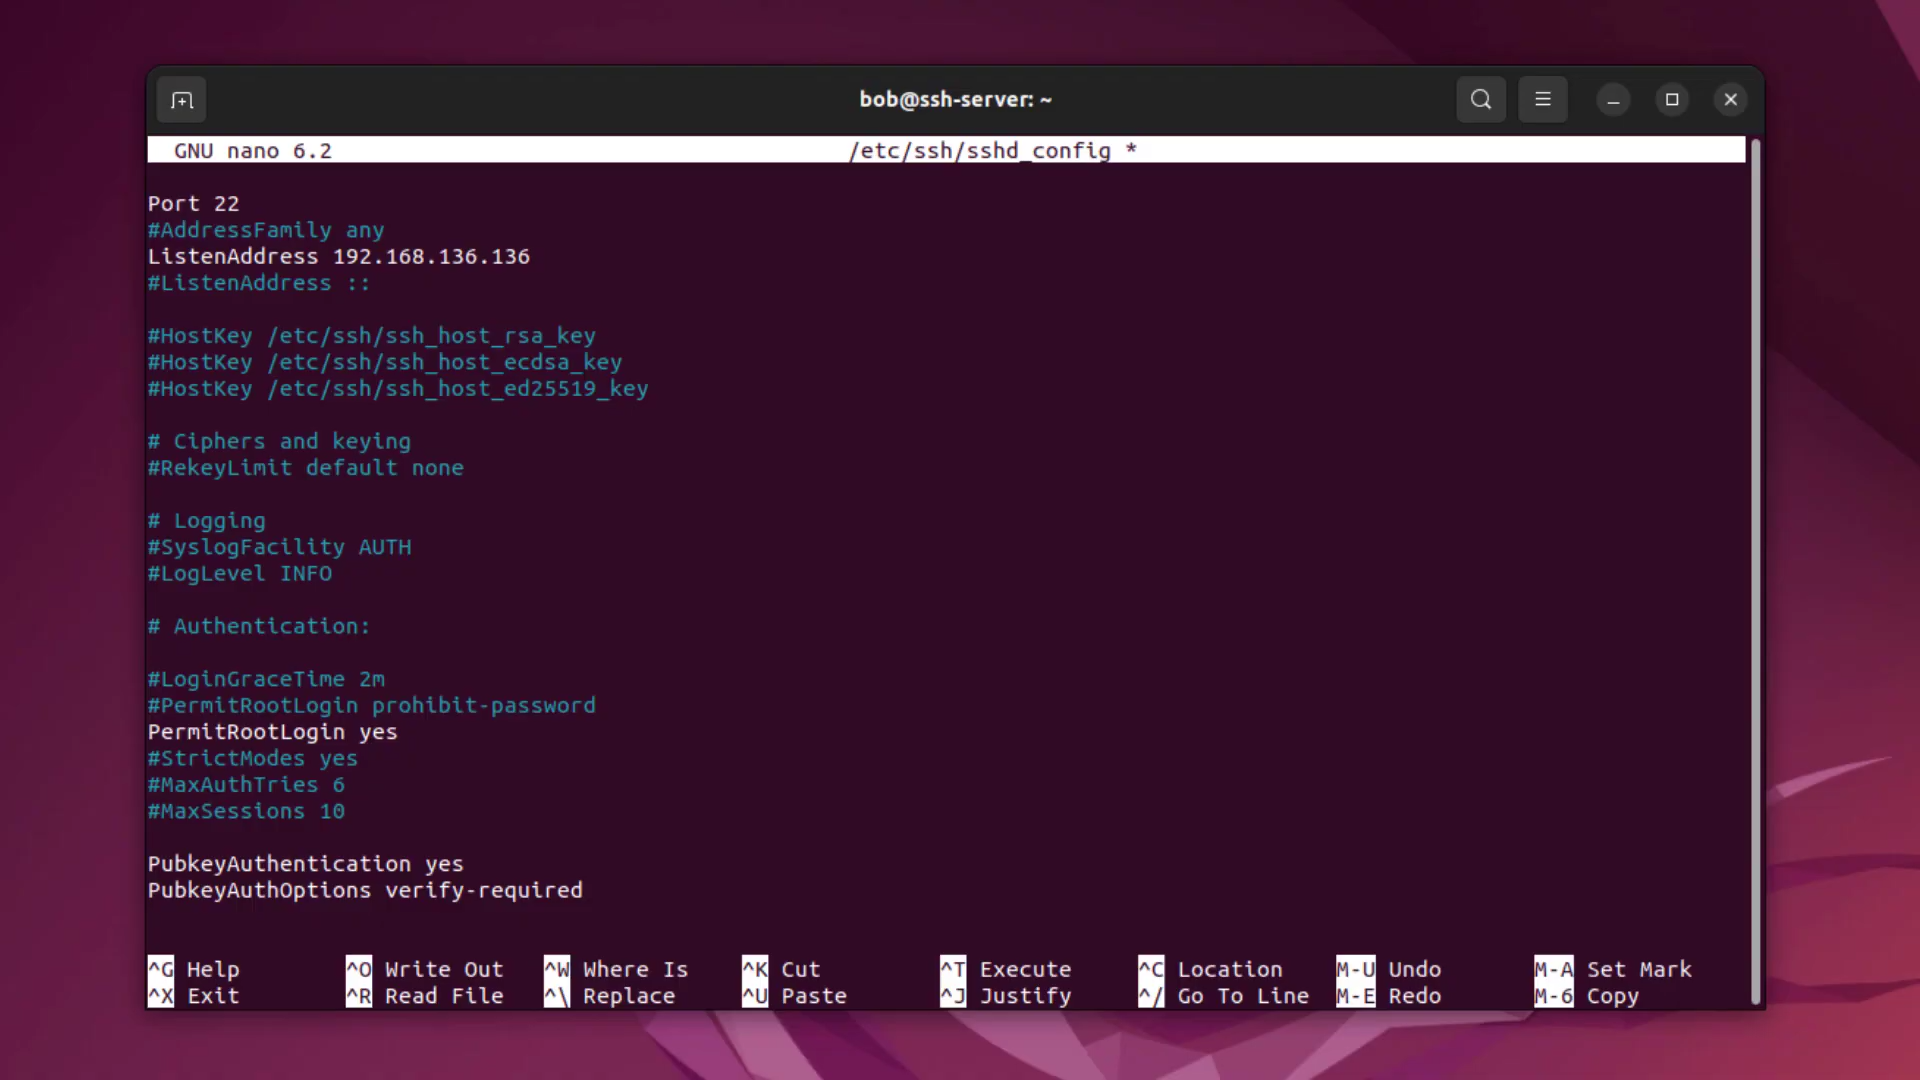 bob@ssh-server: ~
GNU nano 6.2 /etc/ssh/sshd_config *
Port 22
#AddressFamily any
ListenAddress 192.168.136.136
#ListenAddress ::
#HostKey /etc/ssh/ssh_host_rsa_key
#HostKey /etc/ssh/ssh_host_ecdsa_key
#HostKey /etc/ssh/ssh_host_ed25519_key
# Ciphers and keying
#RekeyLimit default none
# Logging
#SyslogFacility AUTH
#LogLevel INFO
# Authentication:
#LoginGraceTime 2m
#PermitRootLogin prohibit-password
PermitRootLogin yes
#StrictModes yes
#MaxAuthTries 6
#MaxSessions 10
PubkeyAuthentication yes
PubkeyAuthOptions verify-required
^G Help ^O Write Out ^W Where Is ^K Cut ^T Execute ^C Location M-U Undo M-A Set Mark
^X Exit ^R Read File ^\ Replace ^U Paste ^J Justify ^/ Go To Line M-E Redo M-6 Copy